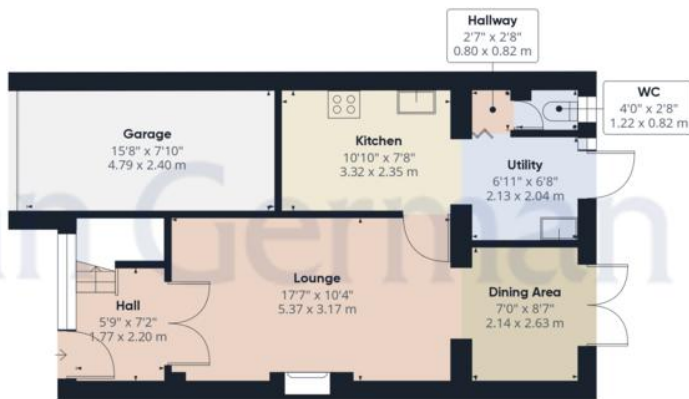 Hallway
2'7" x 2'8"
0.80 x 0.82 m
WC
4'0" x 2'8"
1.22 x 0.82 m
Garage
15'8" x 7'10"
4.79 x 2.40 m
Kitchen
10'10" x 7'8"
3.32 x 2.35 m
Utility
6'11" x 6'8"
2.13 x 2.04 m
Lounge
17'7" x 10'4"
5.37 x 3.17 m
Hall
5'9" x 7'2"
1.77 x 2.20 m
Dining Area
7'0" x 8'7"
2.14 x 2.63 m
n German